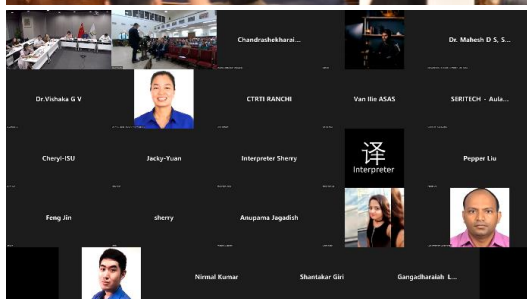 Chandrashekharai...
Dr. Mahesh D S, S...
Dr.Vishaka G V
CTRTI RANCHI
Van Ilie ASAS
SERITECH - Aula...
Cheryl-ISU
Jacky-Yuan
Interpreter Sherry
译
Interpreter
Pepper Liu
Feng Jin
sherry
Anupama Jagadish
Nirmal Kumar
Shantakar Giri
Gangadharaiah L...